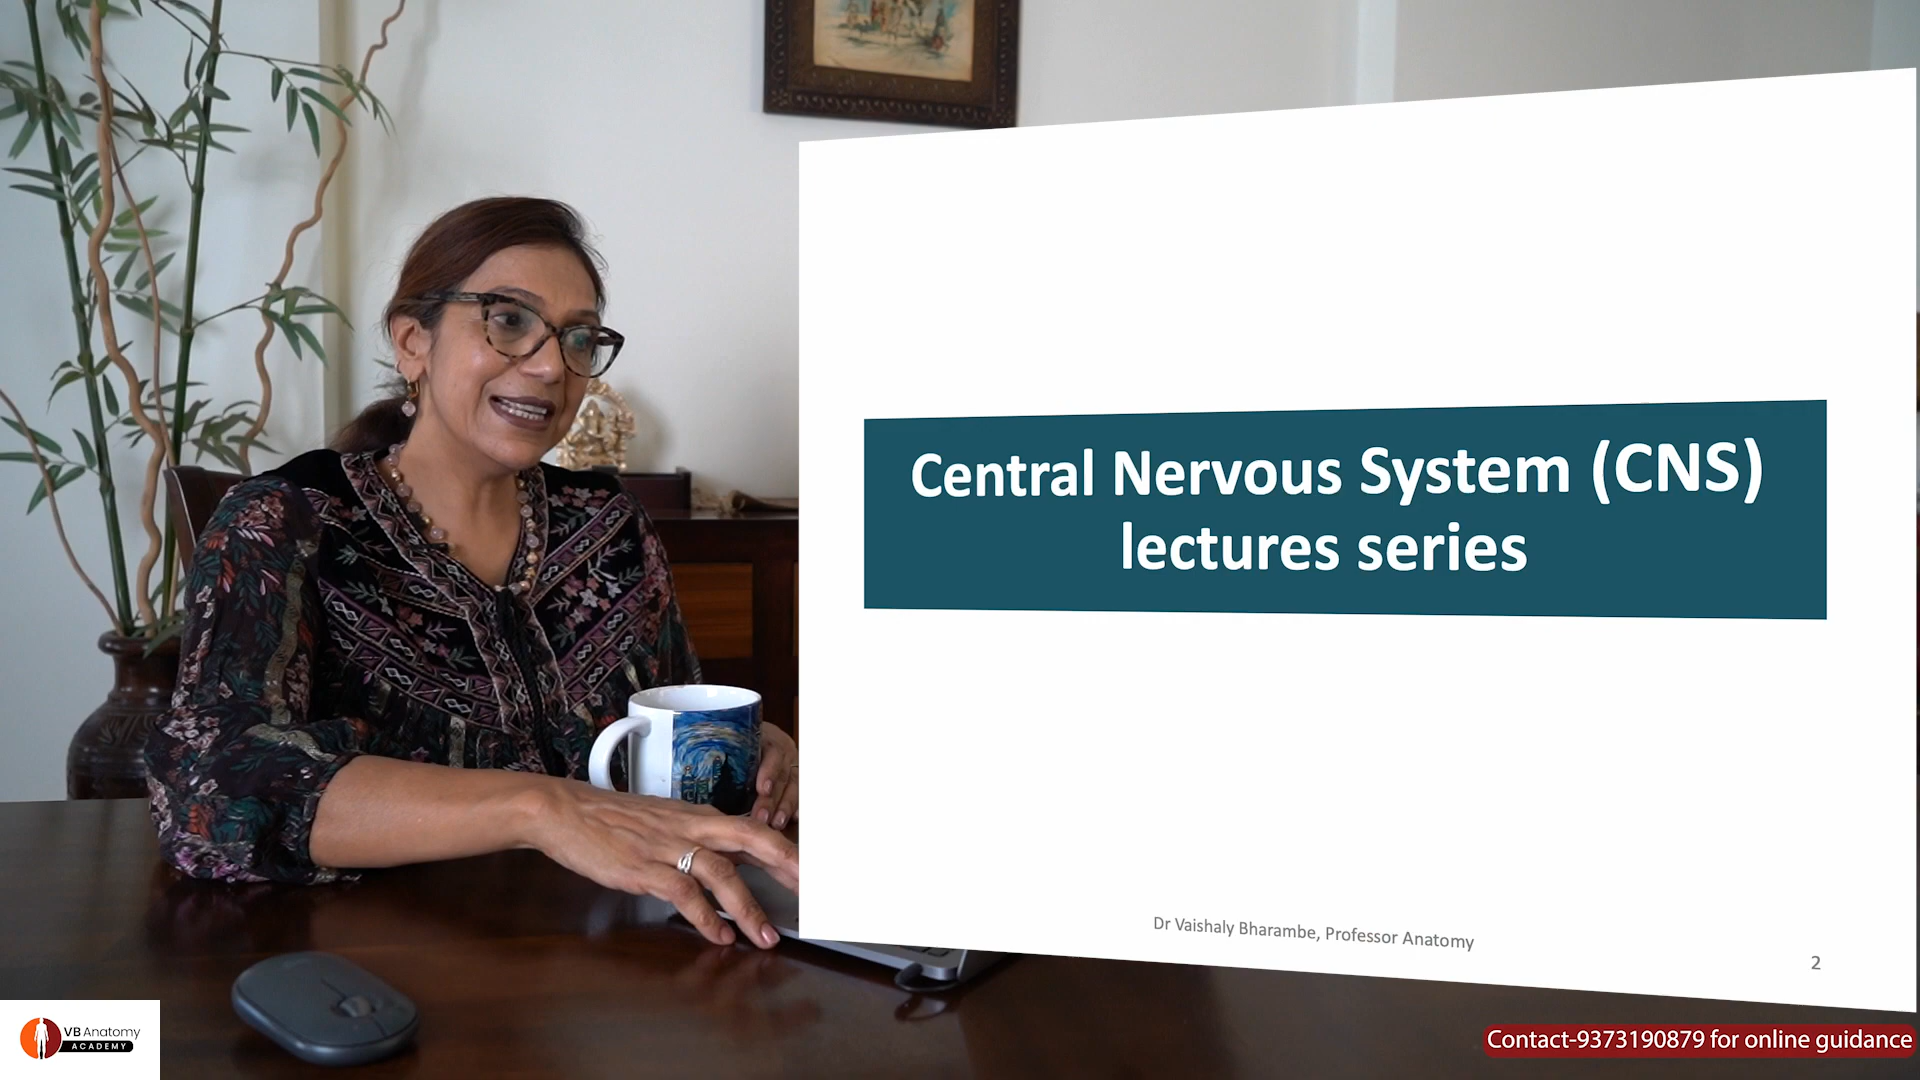 Central Nervous System (CNS)
lectures series
Dr Vaishaly Bharambe, Professor Anatomy
2
VB Anatomy
ACADEMY
Contact-9373190879 for online guidance